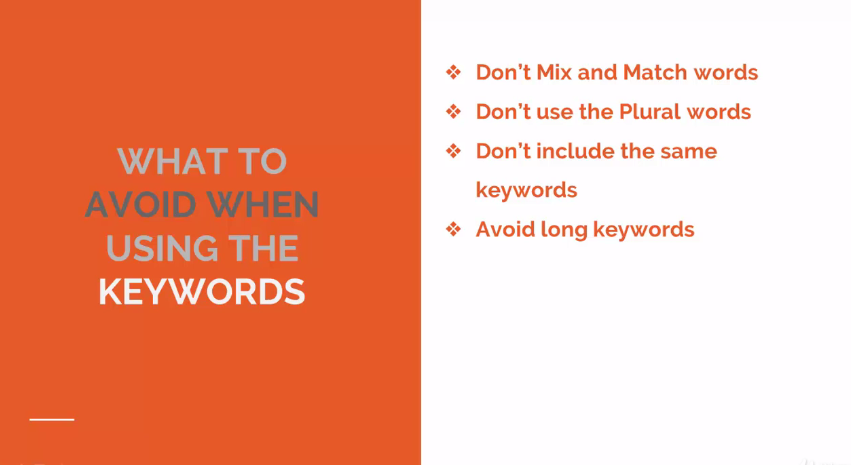 WHAT TO
AVOID WHEN
USING THE
KEYWORDS
❖ Don't Mix and Match words
❖ Don't use the Plural words
❖ Don't include the same
keywords
❖ Avoid long keywords